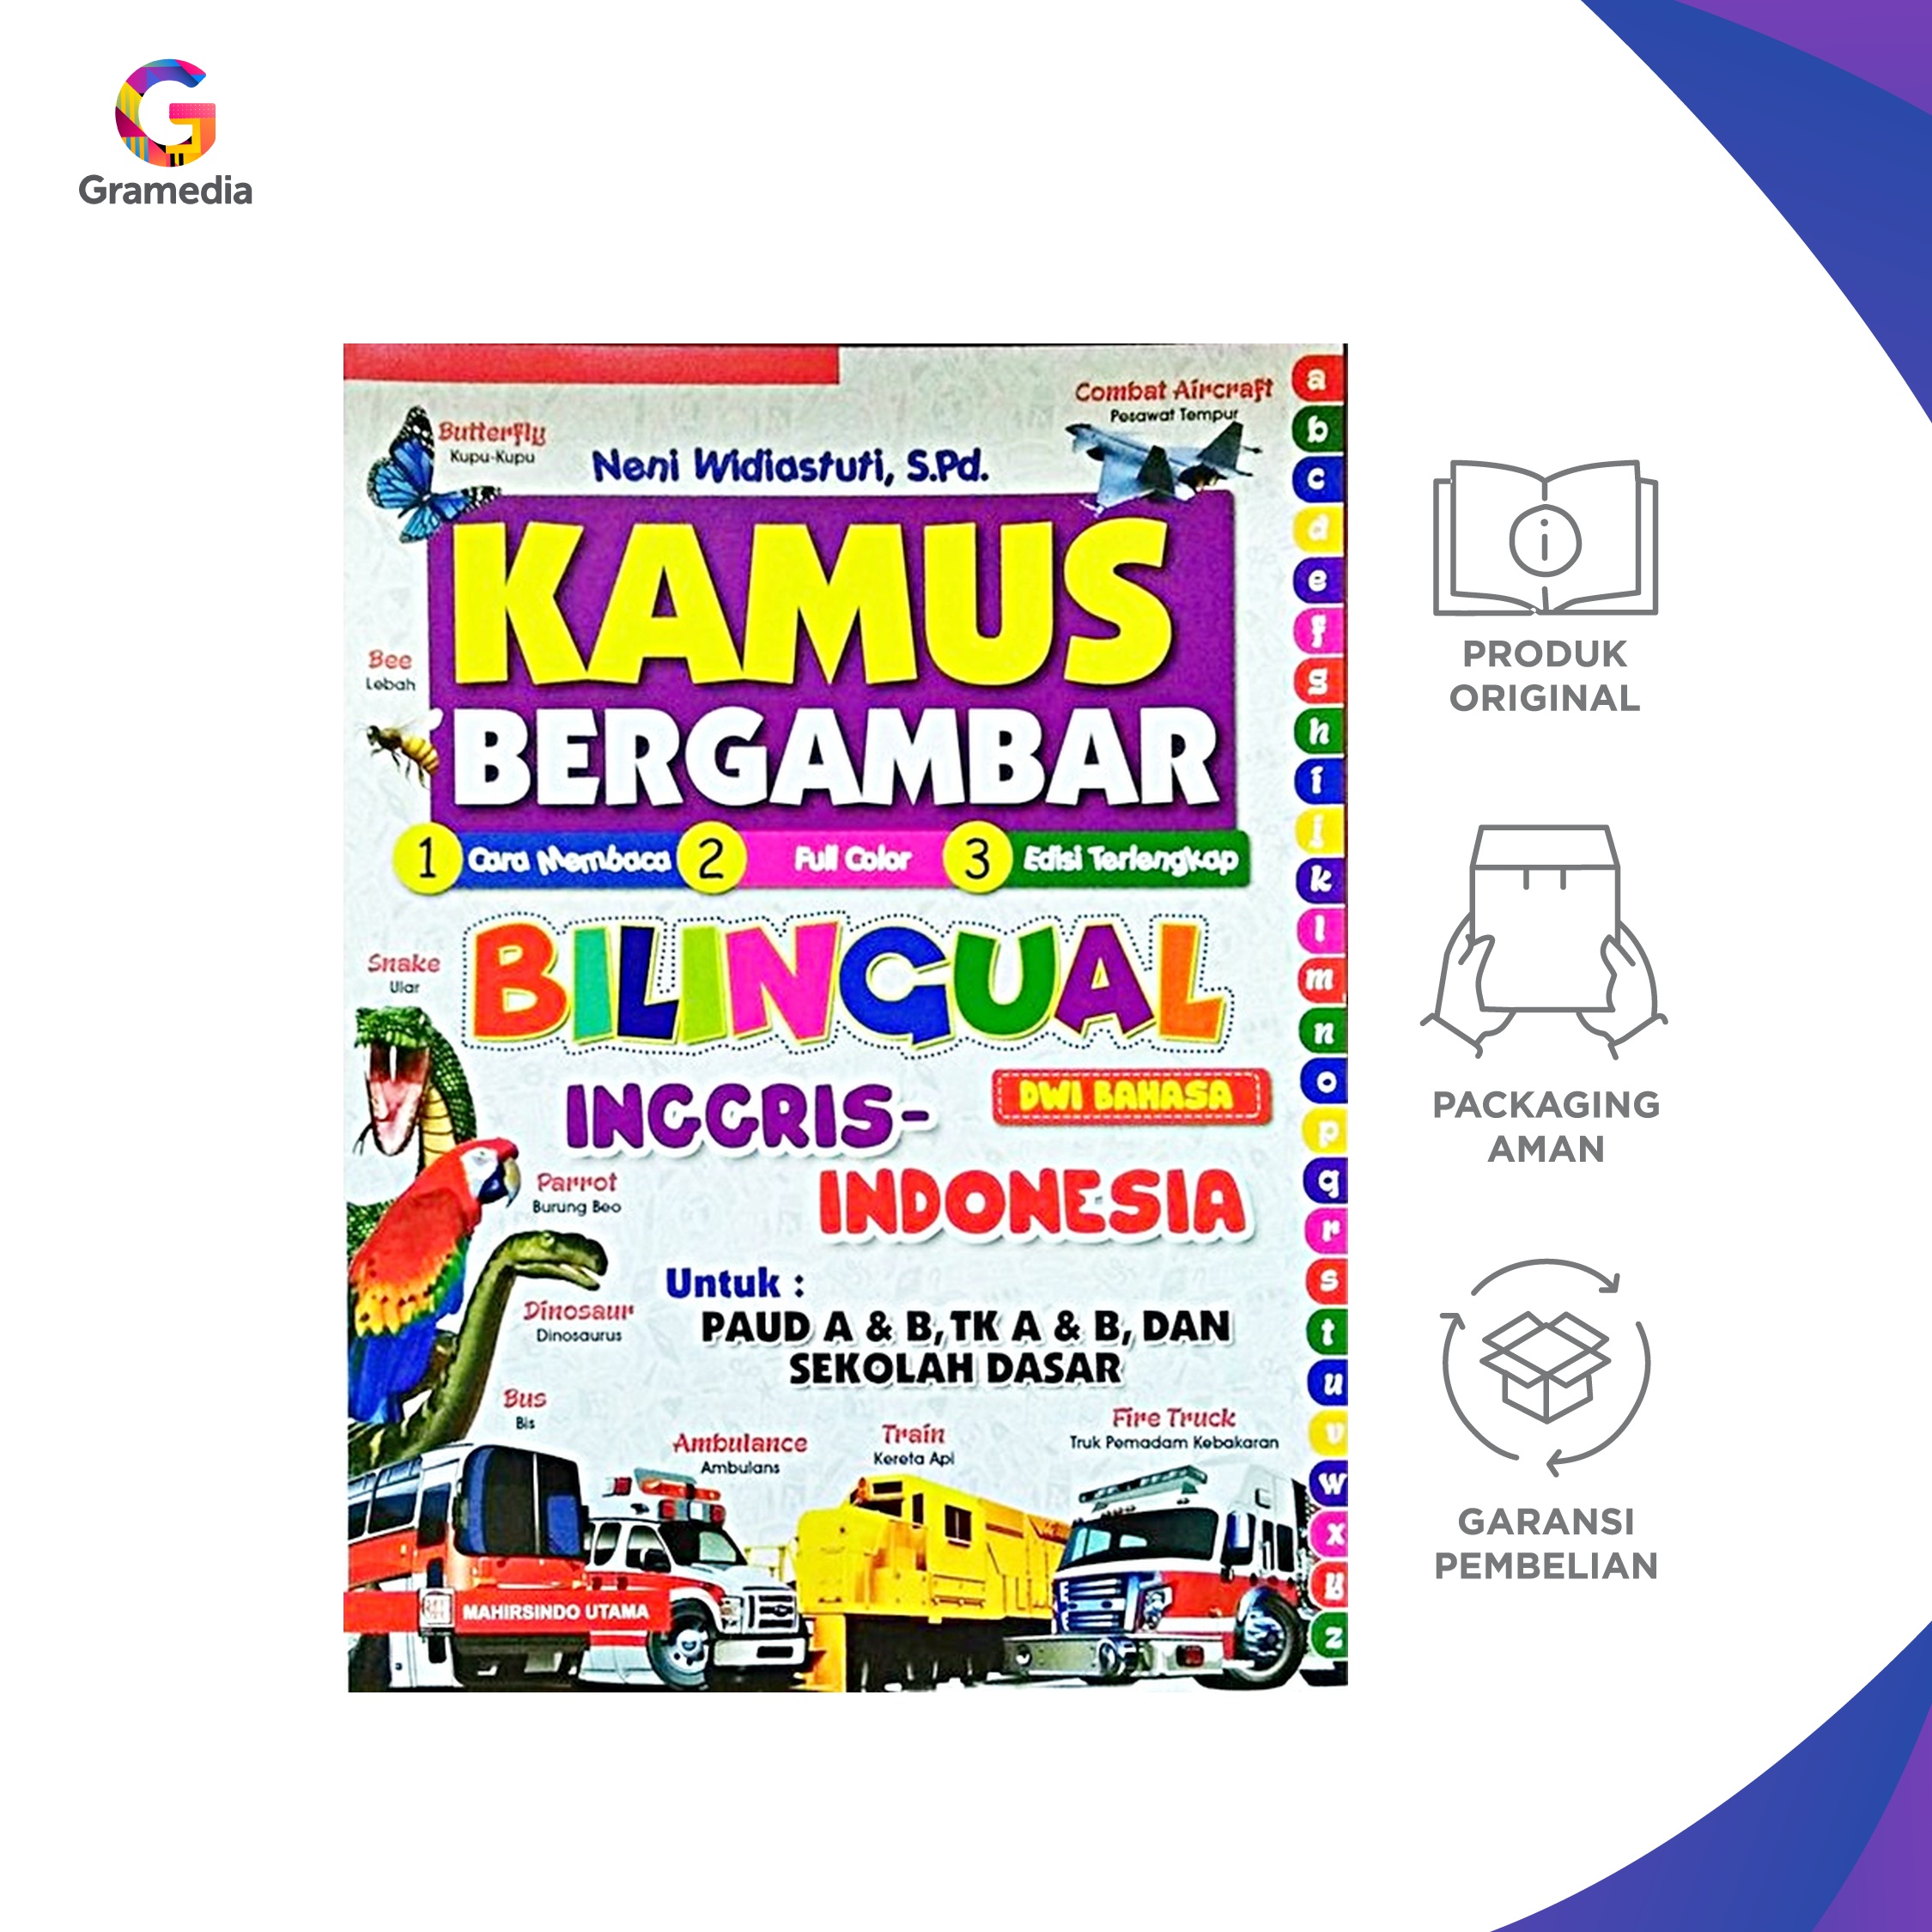 Gramedia
Combat Aircraft
Pesawat Tempur
Butterfly
Kupu-Kupu
Neni Widiastuti, S.Pd.
KAMUS
BERGAMBAR
Bee
Lebah
1 Cara Membaca 2 Full Color 3 Edisi Terlengkap
BILINGUAL
Snake
Ular
INGGRIS-
DWI BAHASA
INDONESIA
Parrot
Burung Beo
Untuk :
PAUD A & B, TK A & B, DAN
SEKOLAH DASAR
Dinosaur
Dinosaurus
Bus
Bis
Ambulance
Ambulans
Train
Kereta Api
Fire Truck
Truk Pemadam Kebakaran
MAHIRSINDO UTAMA
a
b
c
d
e
f
g
h
i
j
k
l
m
n
o
p
q
r
s
t
u
v
w
x
y
z
PRODUK
ORIGINAL
PACKAGING
AMAN
GARANSI
PEMBELIAN